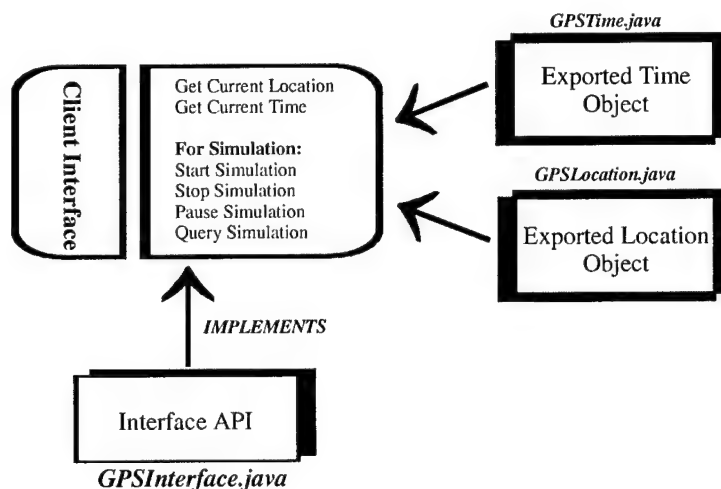 GPSTime.java
Exported Time
Object
Client Interface
Get Current Location
Get Current Time
For Simulation:
Start Simulation
Stop Simulation
Pause Simulation
Query Simulation
GPSLocation.java
Exported Location
Object
IMPLEMENTS
Interface API
GPSInterface.java